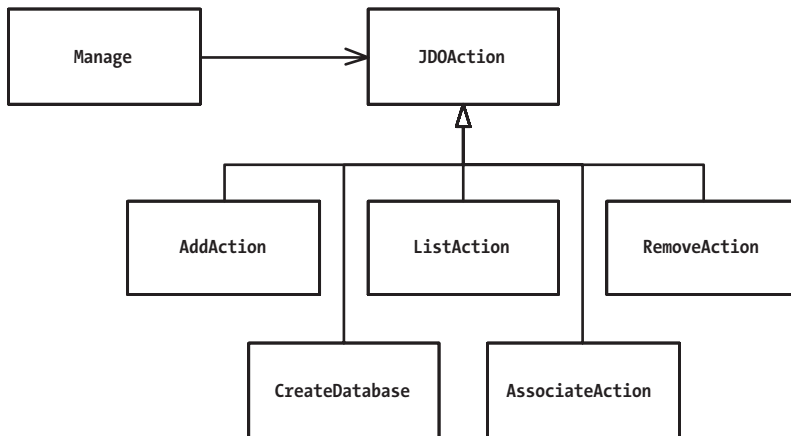 Manage
JDOAction
AddAction
ListAction
RemoveAction
CreateDatabase
AssociateAction